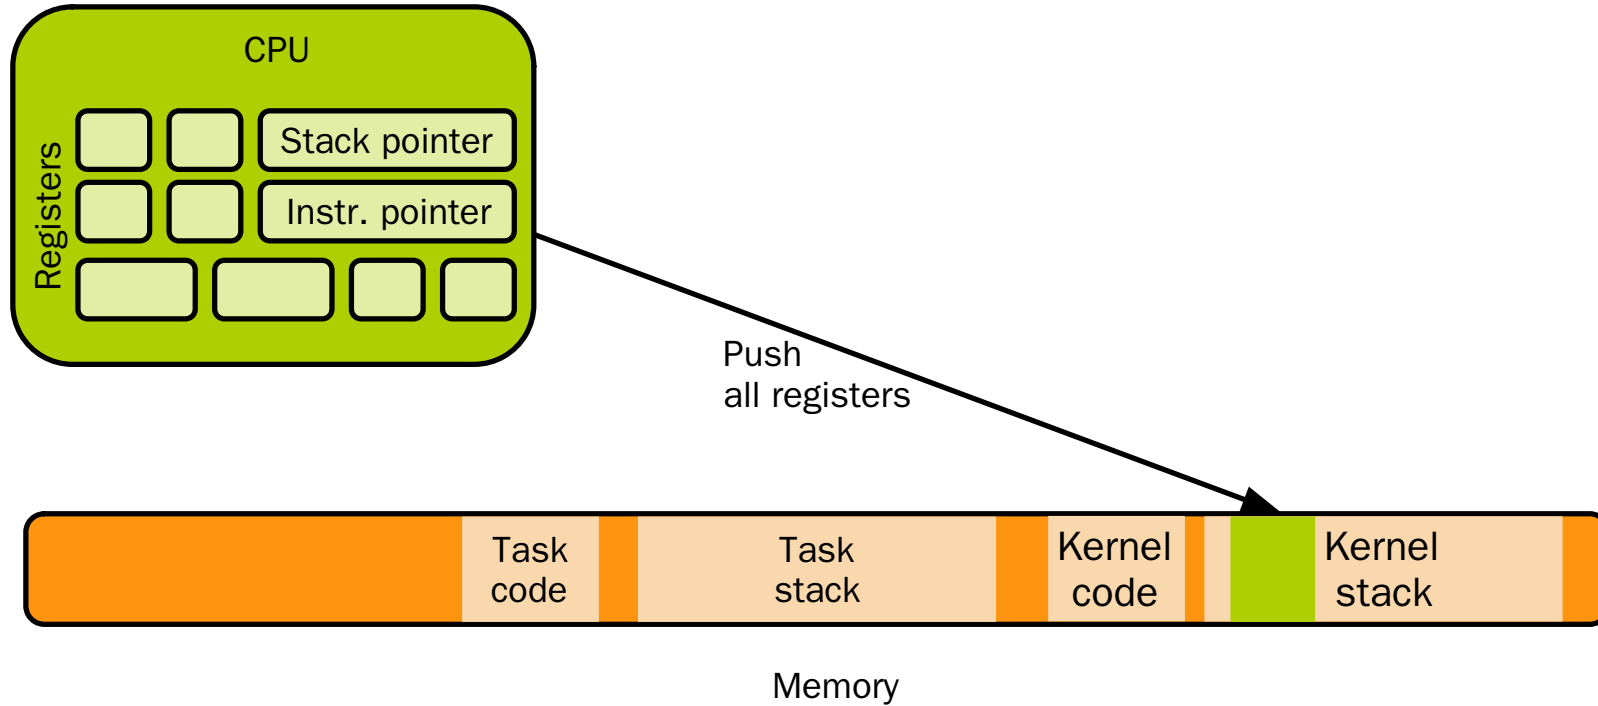 CPU
Registers
Stack pointer
Instr. pointer
Push
all registers
Task
code
Task
stack
Kernel
code
Kernel
stack
Memory